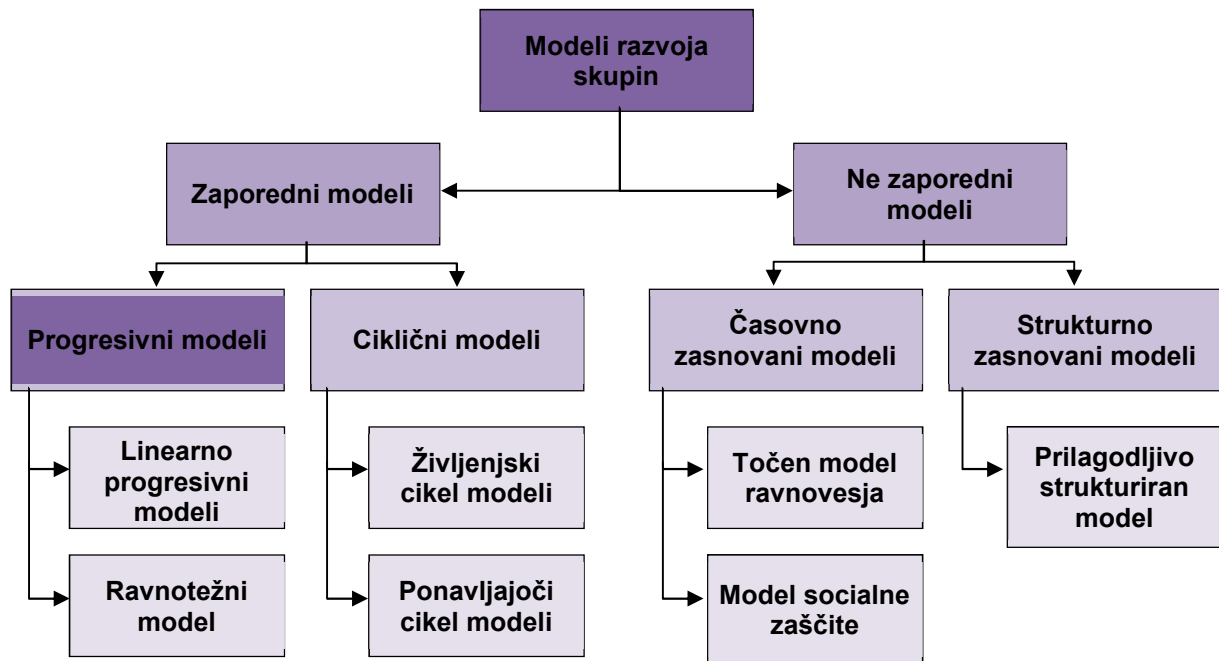 Modeli razvoja
skupin
Zaporedni modeli
Ne zaporedni
modeli
Progresivni modeli
Ciklični modeli
Časovno
zasnovani modeli
Strukturno
zasnovani modeli
Linearno
progresivni
modeli
Življenjski
cikel modeli
Točen model
ravnovesja
Prilagodljivo
strukturiran
model
Ravnotežni
model
Ponavljajoči
cikel modeli
Model socialne
zaščite